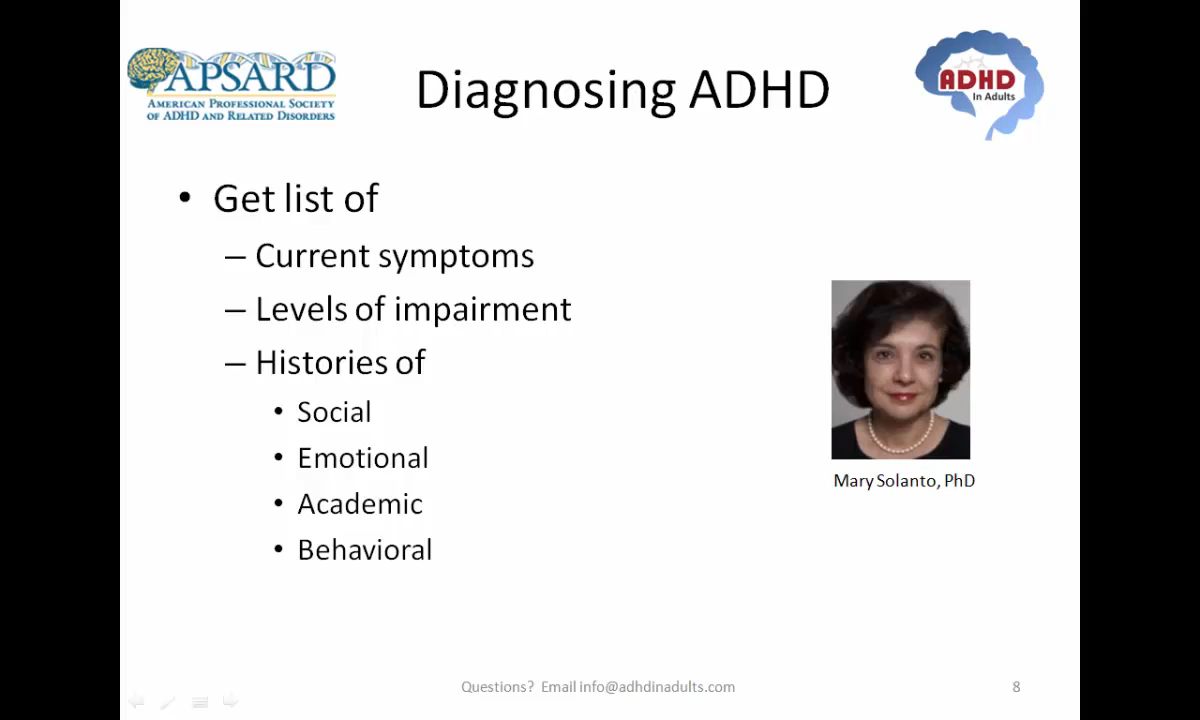 APSARD
AMERICAN PROFESSIONAL SOCIETY
OF ADHD AND RELATED DISORDERS
Diagnosing ADHD
ADHD
In Adults
• Get list of
– Current symptoms
– Levels of impairment
– Histories of
• Social
• Emotional
• Academic
• Behavioral
Mary Solanto, PhD
Questions? Email info@adhdinadults.com
8